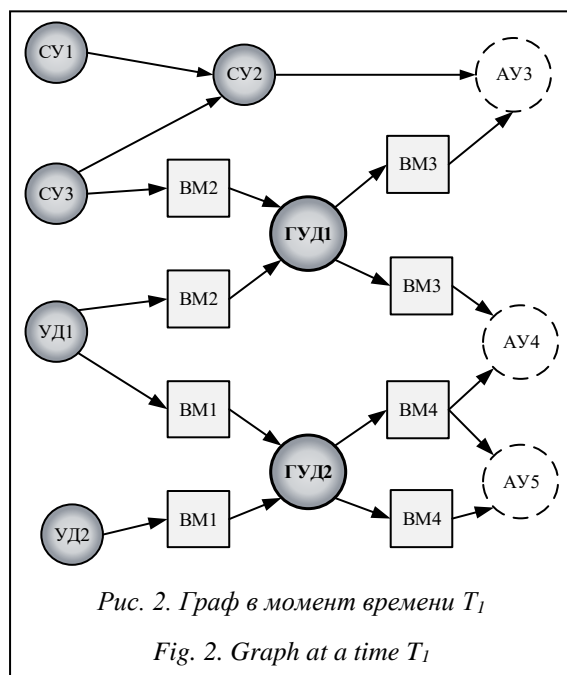 СУ1
СУ2
АУ3
СУ3
ВМ2
ВМ3
ГУД1
УД1
ВМ2
ВМ3
АУ4
ВМ1
ВМ4
ГУД2
АУ5
УД2
ВМ1
ВМ4
Рис. 2. Граф в момент времени T1
Fig. 2. Graph at a time T1